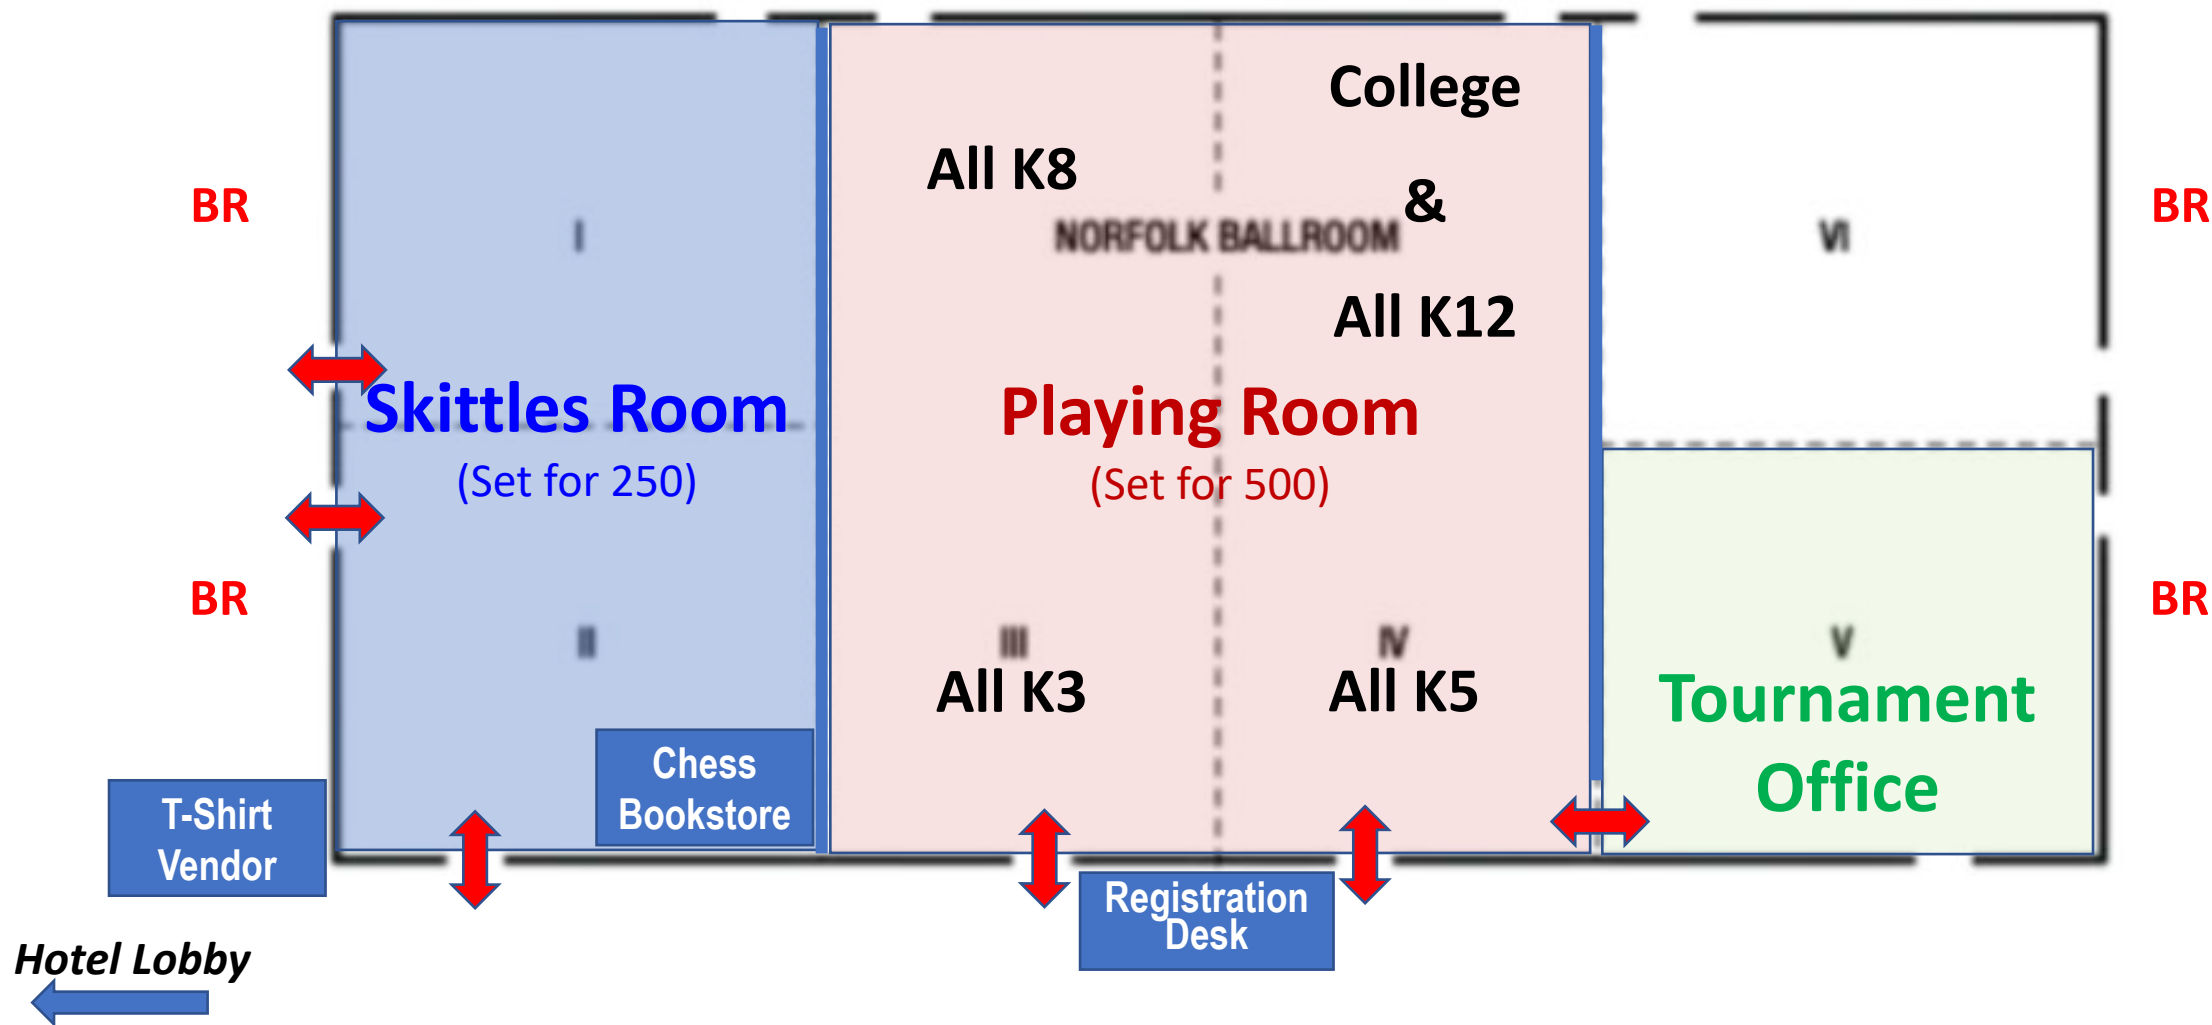 College
All K8
&
BR
BR
I
NORFOLK BALLROOM
VI
All K12
Skittles Room
(Set for 250)
Playing Room
(Set for 500)
BR
BR
II
III
IV
V
All K3
All K5
Tournament
Office
Chess
Bookstore
T-Shirt
Vendor
Registration
Desk
Hotel Lobby